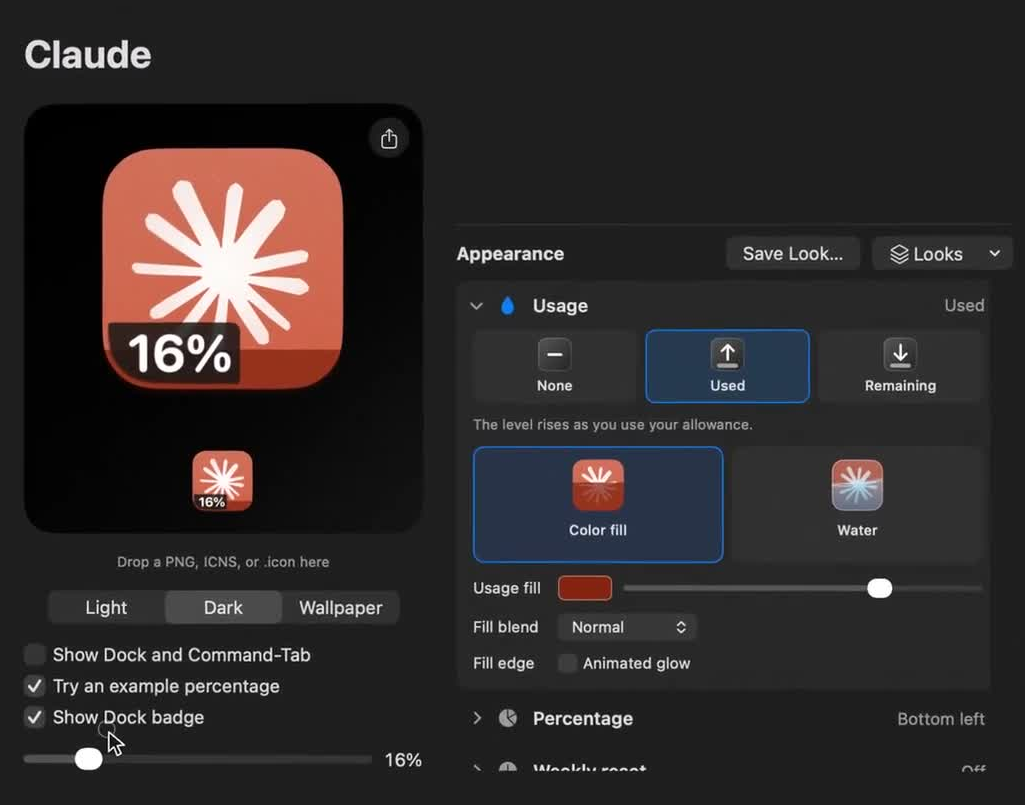 Claude
16%
16%
Drop a PNG, ICNS, or .icon here
Light
Dark
Wallpaper
Show Dock and Command-Tab
Try an example percentage
Show Dock badge
16%
Appearance
Save Look...
Looks
Usage
Used
None
Used
Remaining
The level rises as you use your allowance.
Color fill
Water
Usage fill
Fill blend
Normal
Fill edge
Animated glow
Percentage
Bottom left
Weekly reset
Off